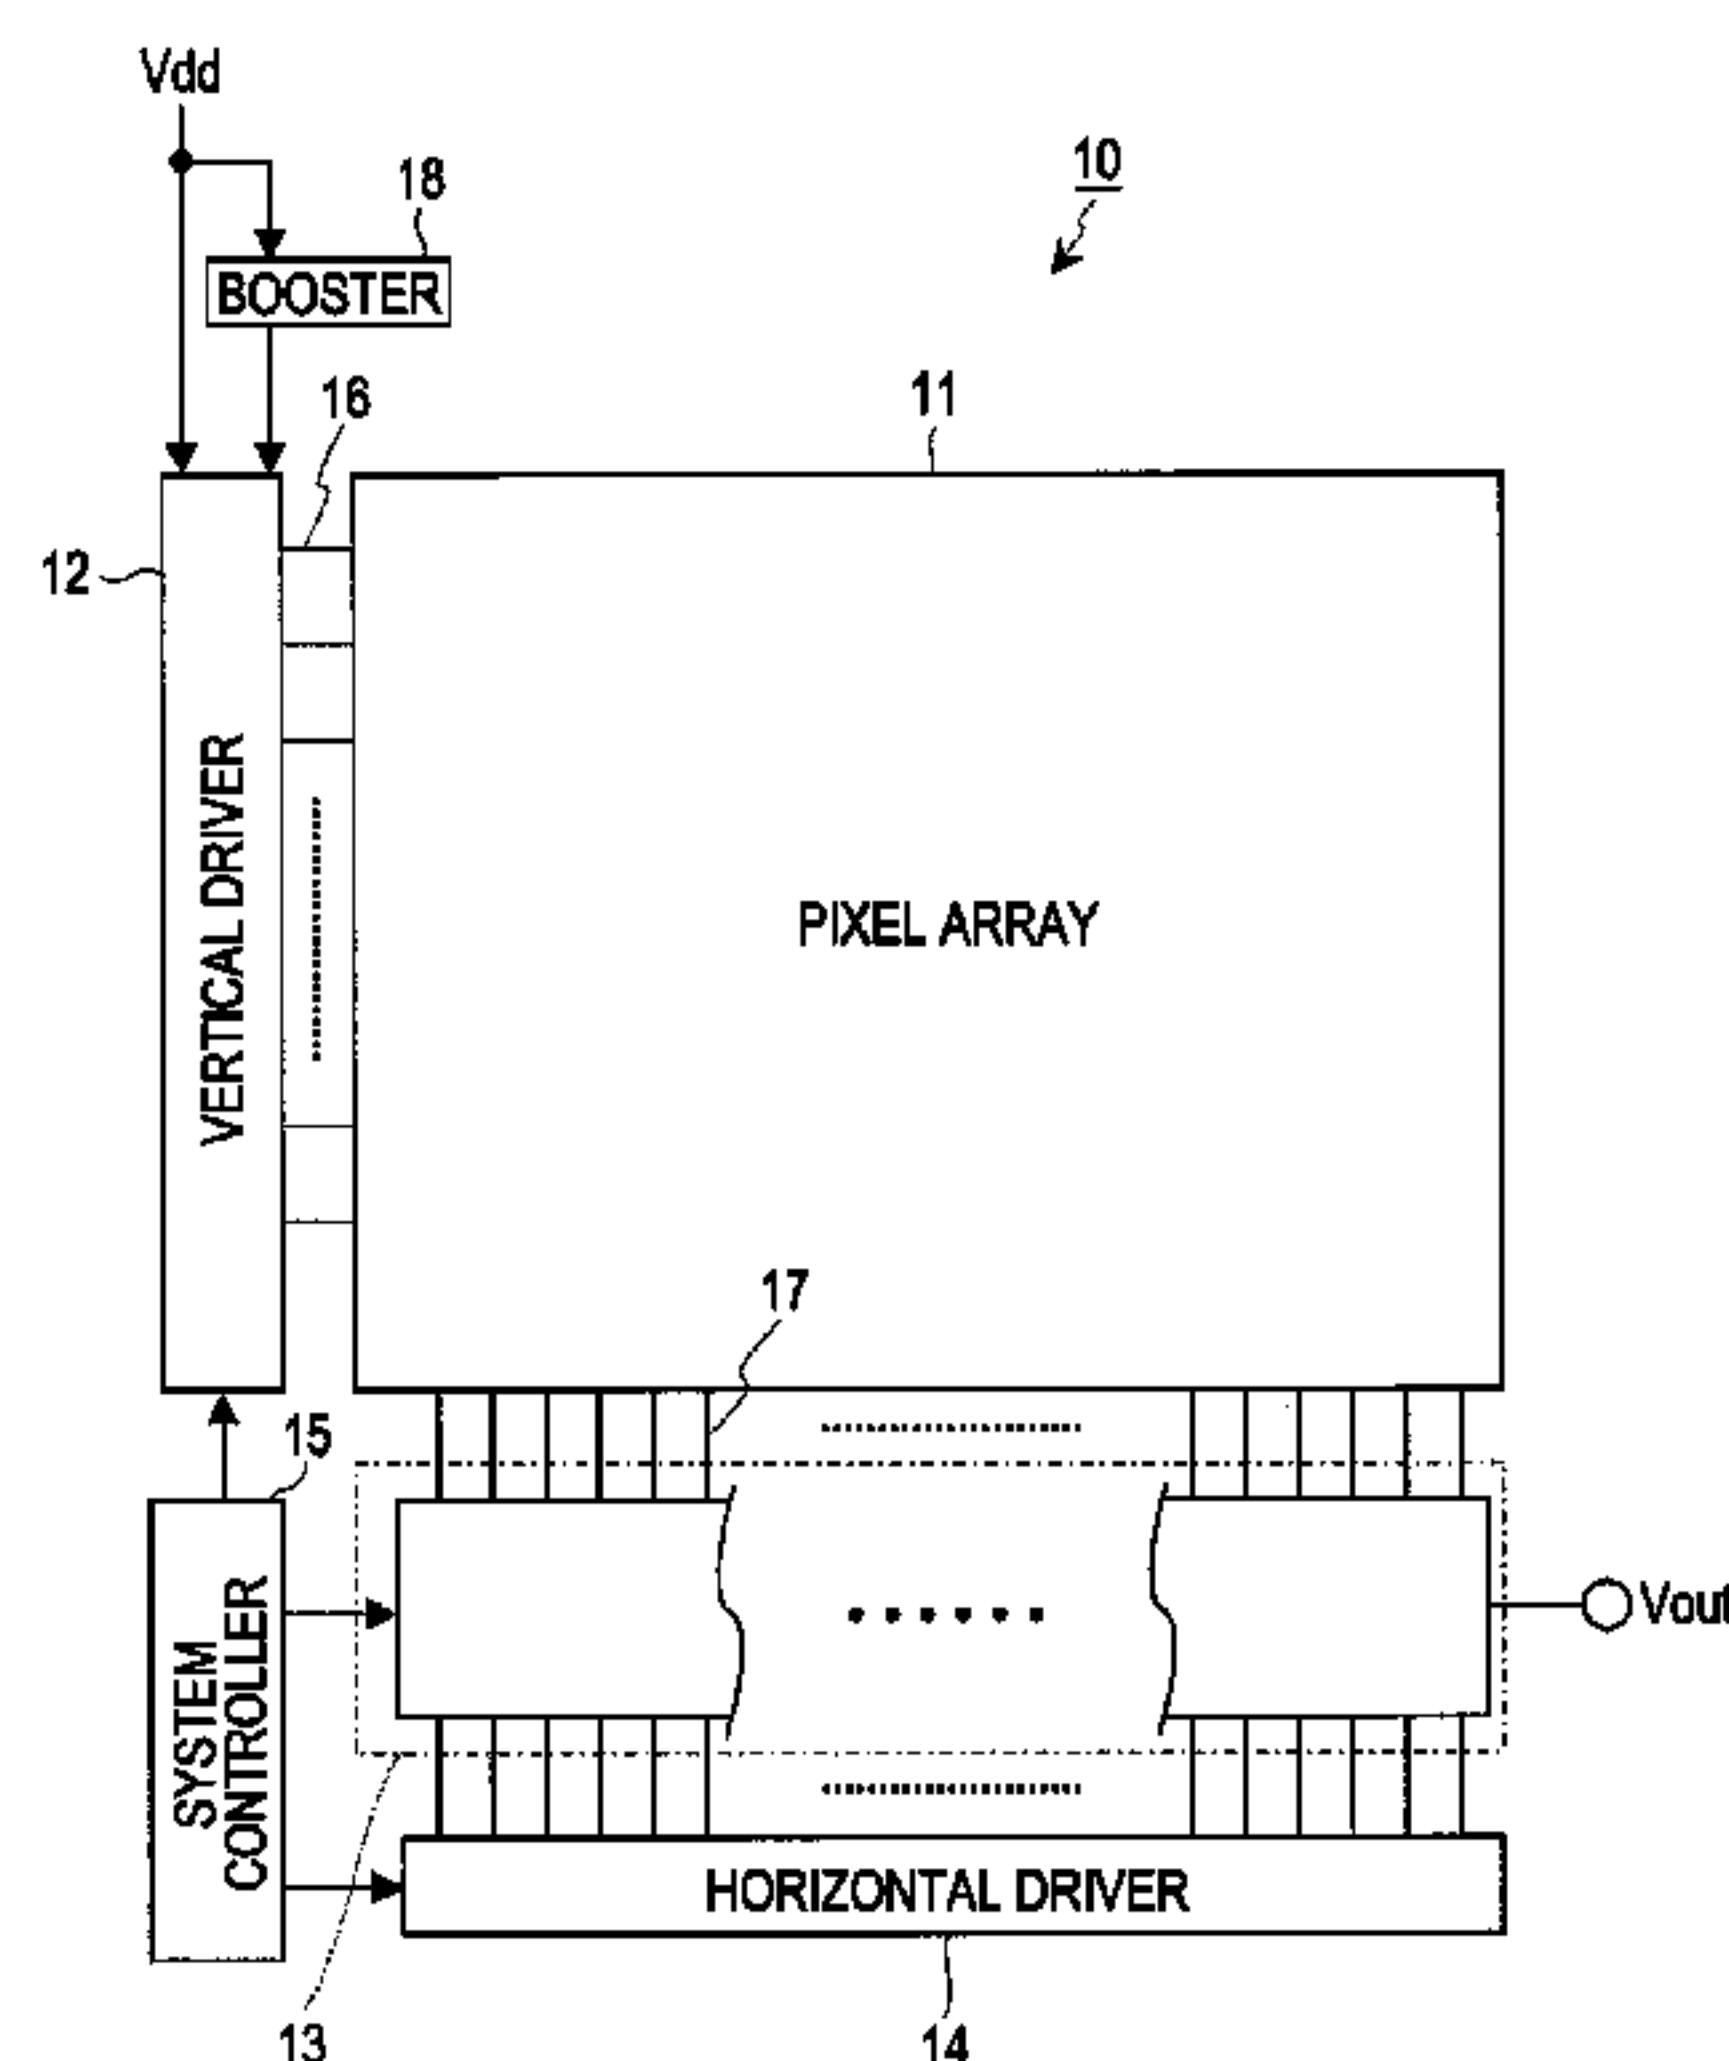 Vdd
10
18
BOOSTER
16
11
12
VERTICAL DRIVER
PIXEL ARRAY
17
15
SYSTEM
CONTROLLER
Vout
HORIZONTAL DRIVER
13
14